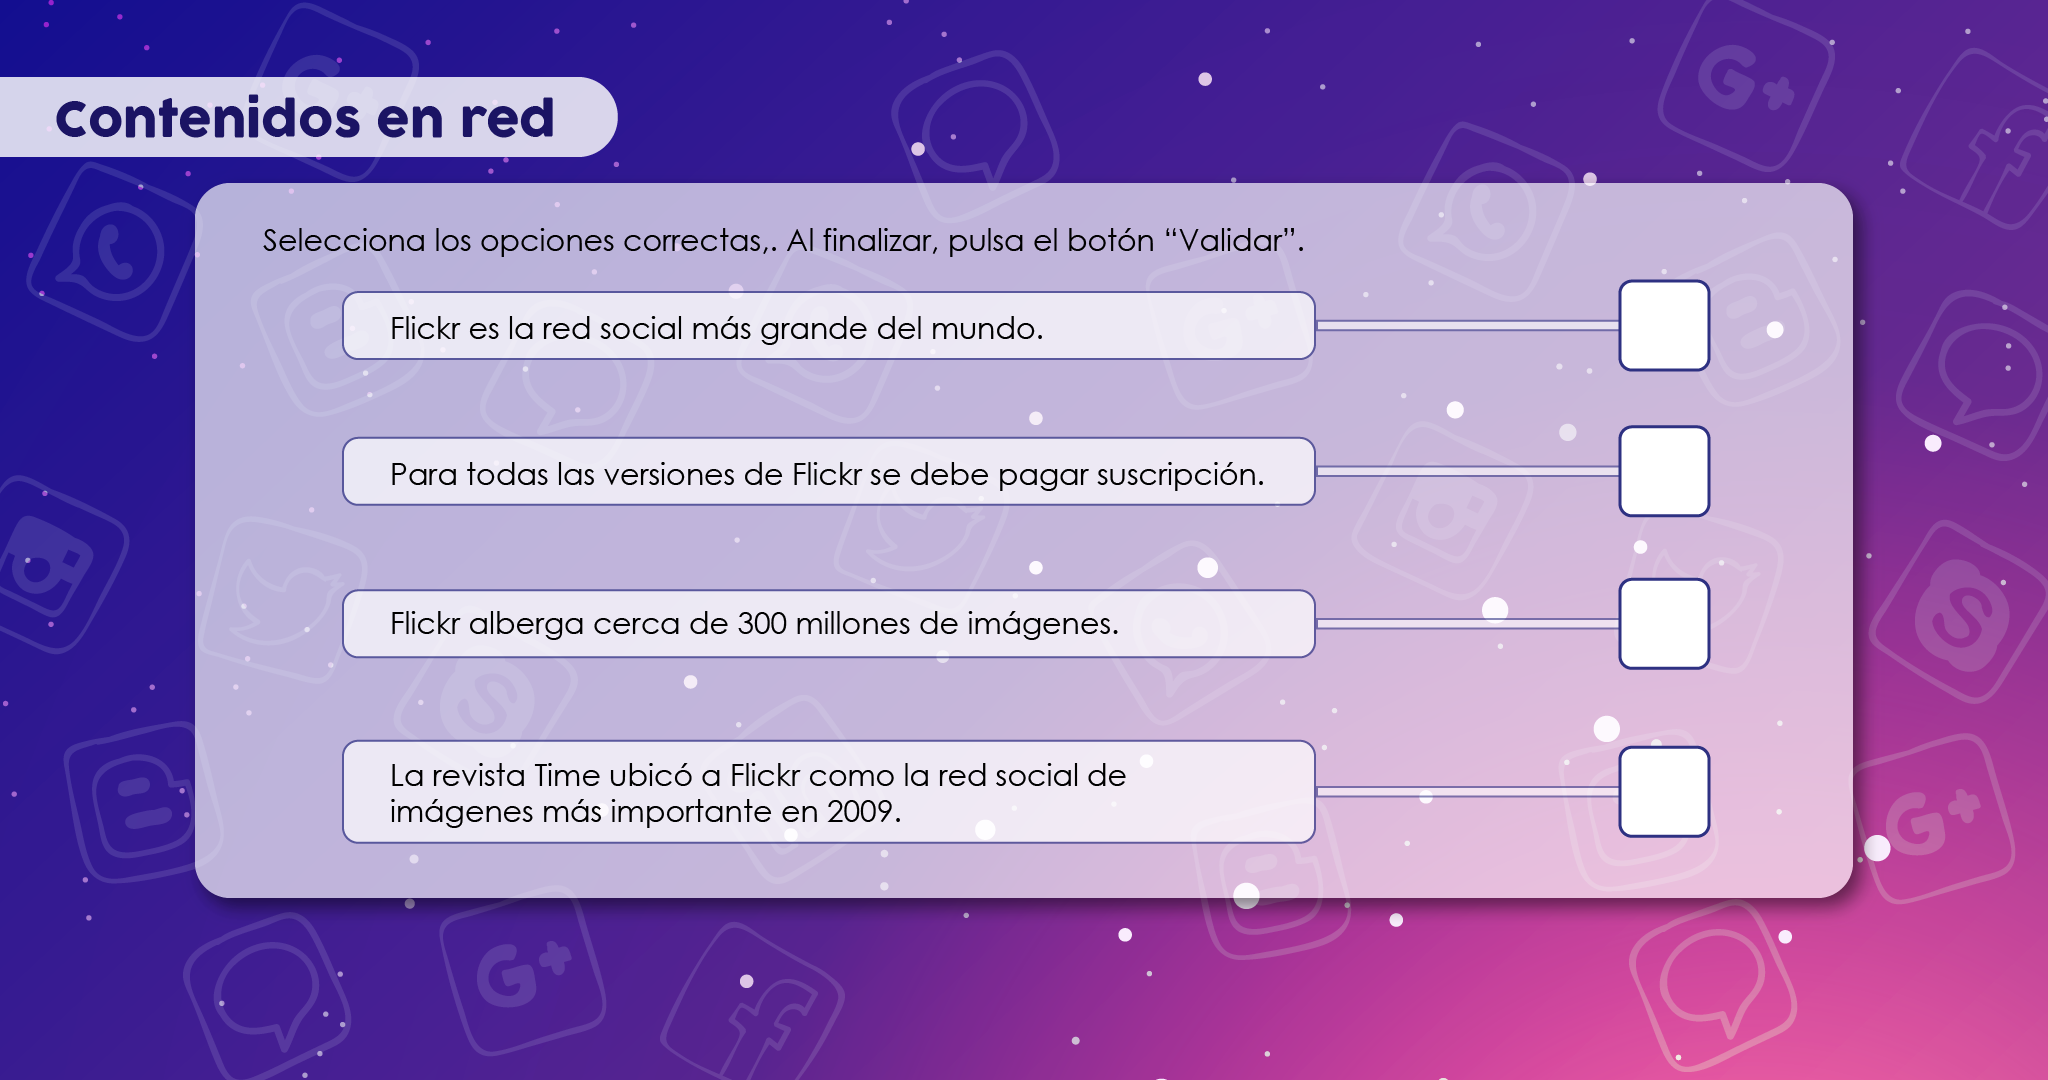 Contenidos en red
Selecciona los opciones correctas,. Al finalizar, pulsa el botón “Validar”.
Flickr es la red social más grande del mundo.
Para todas las versiones de Flickr se debe pagar suscripción.
Flickr alberga cerca de 300 millones de imágenes.
La revista Time ubicó a Flickr como la red social de
imágenes más importante en 2009.